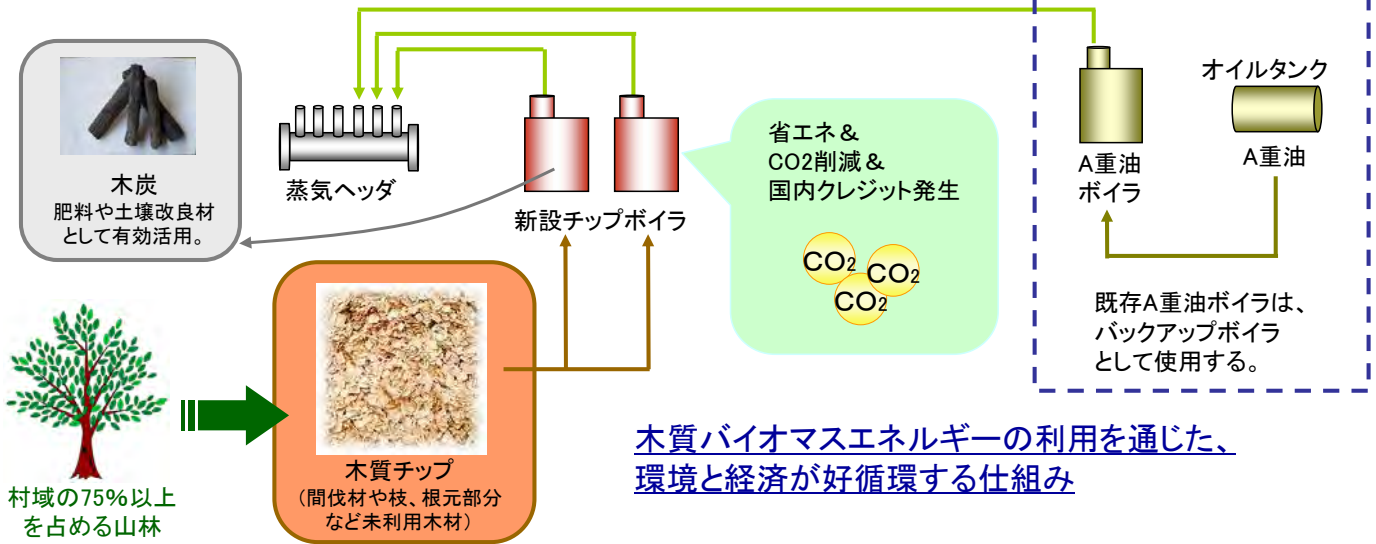 木炭
肥料や土壌改良材
として有効活用。
蒸気ヘッダ
新設チップボイラ
省エネ&
CO2削減&
国内クレジット発生
CO2
CO2
CO2
オイルタンク
A重油
A重油
ボイラ
既存A重油ボイラは、
バックアップボイラ
として使用する。
村域の75%以上
を占める山林
木質チップ
(間伐材や枝、根元部分
など未利用木材)
木質バイオマスエネルギーの利用を通じた、
環境と経済が好循環する仕組み